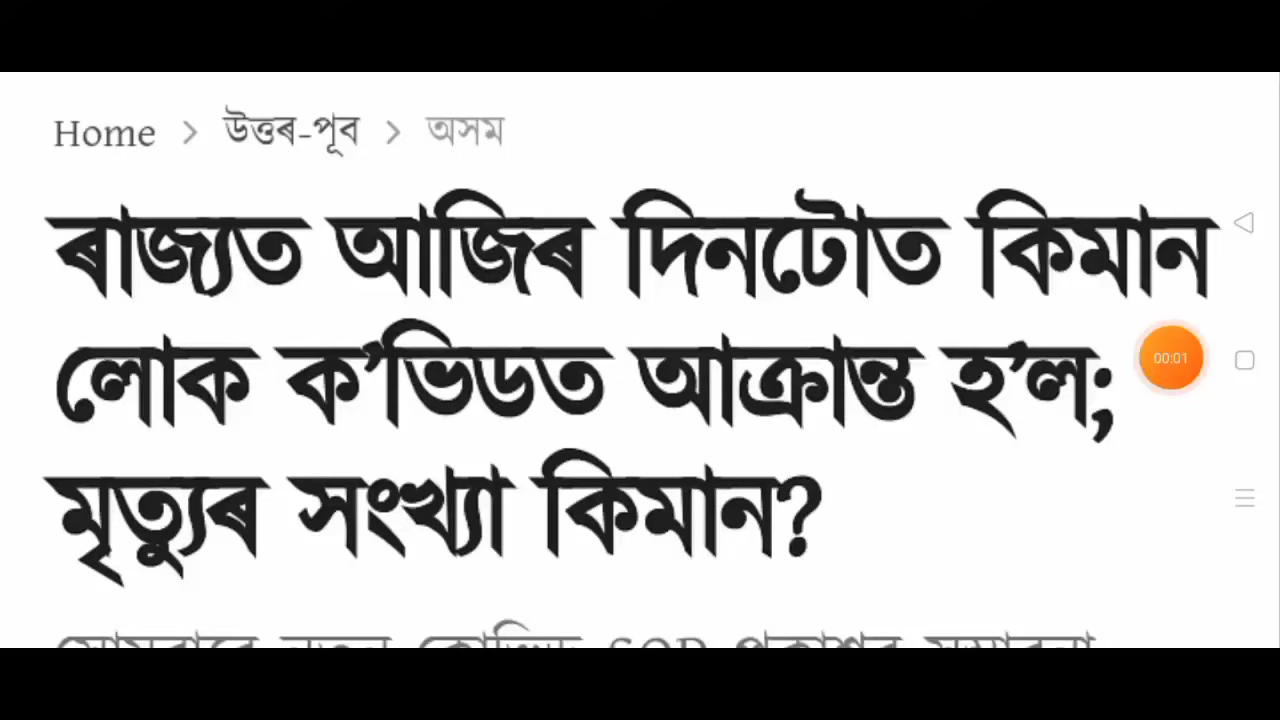 Home > উত্তৰ-পূব > অসম
ৰাজ্যত আজিৰ দিনটোত কিমান
লোক ক'ভিডত আক্ৰান্ত হ'ল;
00:01
মৃত্যুৰ সংখ্যা কিমান?